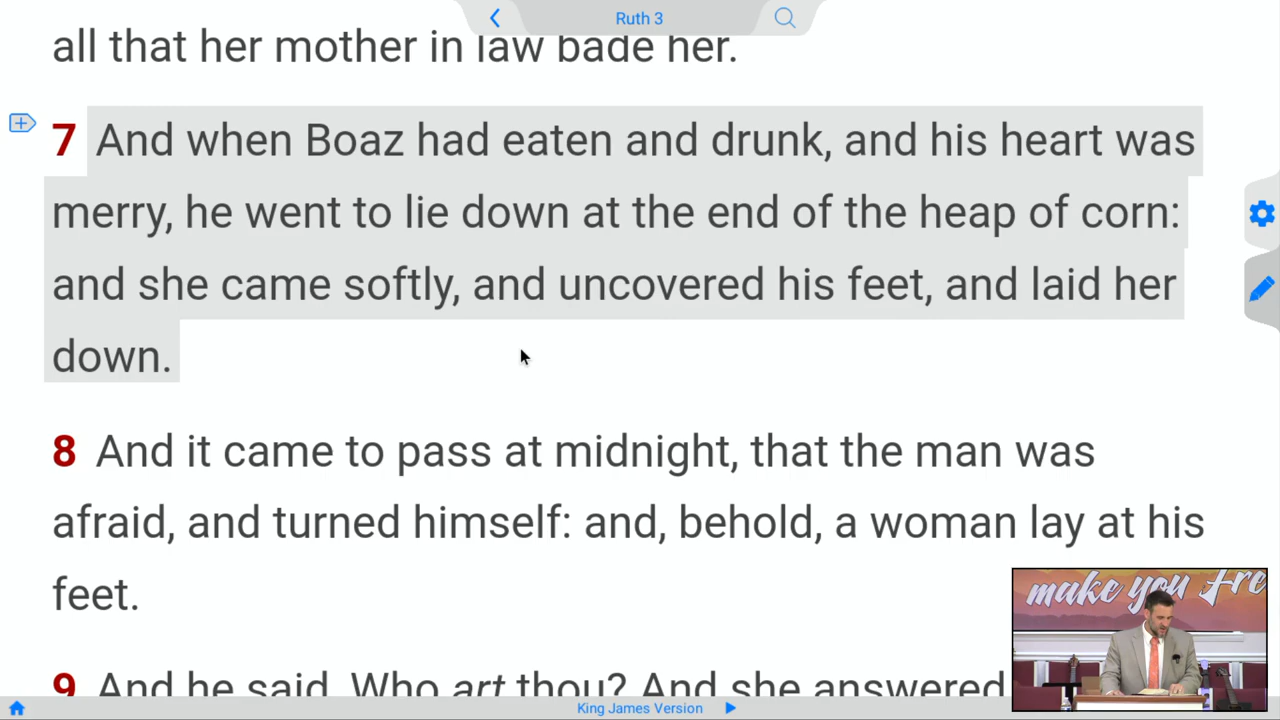 Ruth 3
all that her mother in law bade her.
7 And when Boaz had eaten and drunk, and his heart was
merry, he went to lie down at the end of the heap of corn:
and she came softly, and uncovered his feet, and laid her
down.
8 And it came to pass at midnight, that the man was
afraid, and turned himself: and, behold, a woman lay at his
feet.
make you Fre
9 And he said, Who art thou? And she answered
King James Version